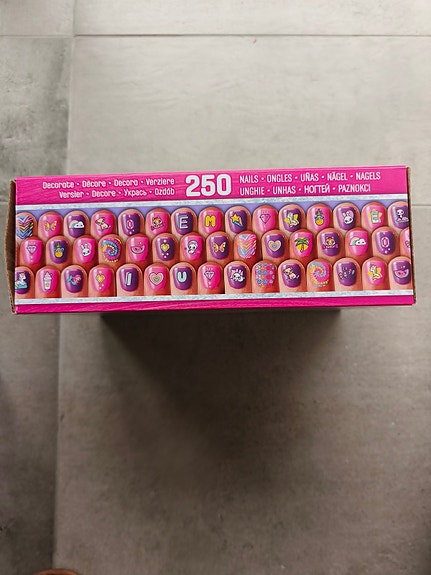 Decorate • Décore • Decora • Verziere
Versier • Decore • Укрась • Ozdób
250
NAILS • ONGLES • UÑAS • NÄGEL • NAGELS
UNGHIE • UNHAS • НОГТЕЙ • PAZNOKCI